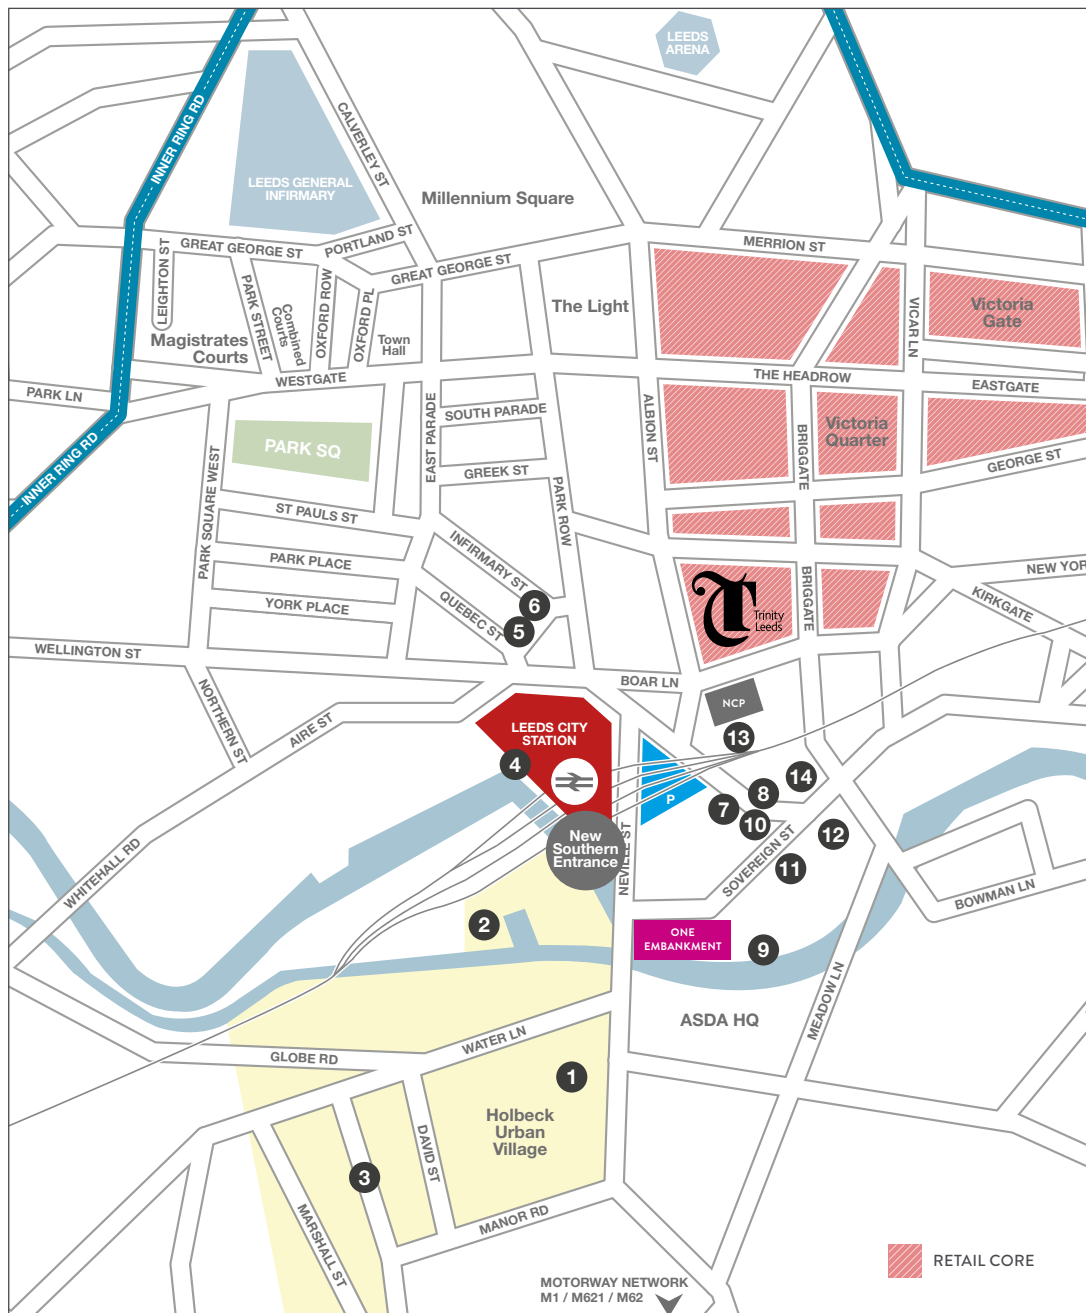 LEEDS
ARENA
INNER RING RD
CALVERLEY ST
LEEDS GENERAL
INFIRMARY
Millennium Square
PORTLAND ST
GREAT GEORGE ST
LEIGHTON ST
GREAT GEORGE ST
MERRION ST
PARK STREET
Combined
Courts
OXFORD ROW
OXFORD PL
The Light
VICAR LN
Victoria
Gate
Magistrates
Courts
Town
Hall
WESTGATE
THE HEADROW
EASTGATE
PARK LN
INNER RING RD
PARK SQ
EAST PARADE
SOUTH PARADE
ALBION ST
BRIGGATE
Victoria
Quarter
GEORGE ST
GREEK ST
PARK ROW
PARK SQUARE WEST
ST PAULS ST
PARK PLACE
YORK PLACE
INFIRMARY ST
QUEBEC ST
6
5
T
Trinity
Leeds
BRIGGATE
NEW YOR
KIRKGATE
WELLINGTON ST
NORTHERN ST
AIRE ST
BOAR LN
NCP
LEEDS CITY
STATION
4
13
14
P
7
8
10
12
11
SOVEREIGN ST
New
Southern
Entrance
NEVILLE ST
WHITEHALL RD
BOWMAN LN
2
ONE
EMBANKMENT
9
MEADOW LN
ASDA HQ
GLOBE RD
WATER LN
1
Holbeck
Urban
Village
DAVID ST
3
MARSHALL ST
MANOR RD
RETAIL CORE
MOTORWAY NETWORK
M1 / M621 / M62